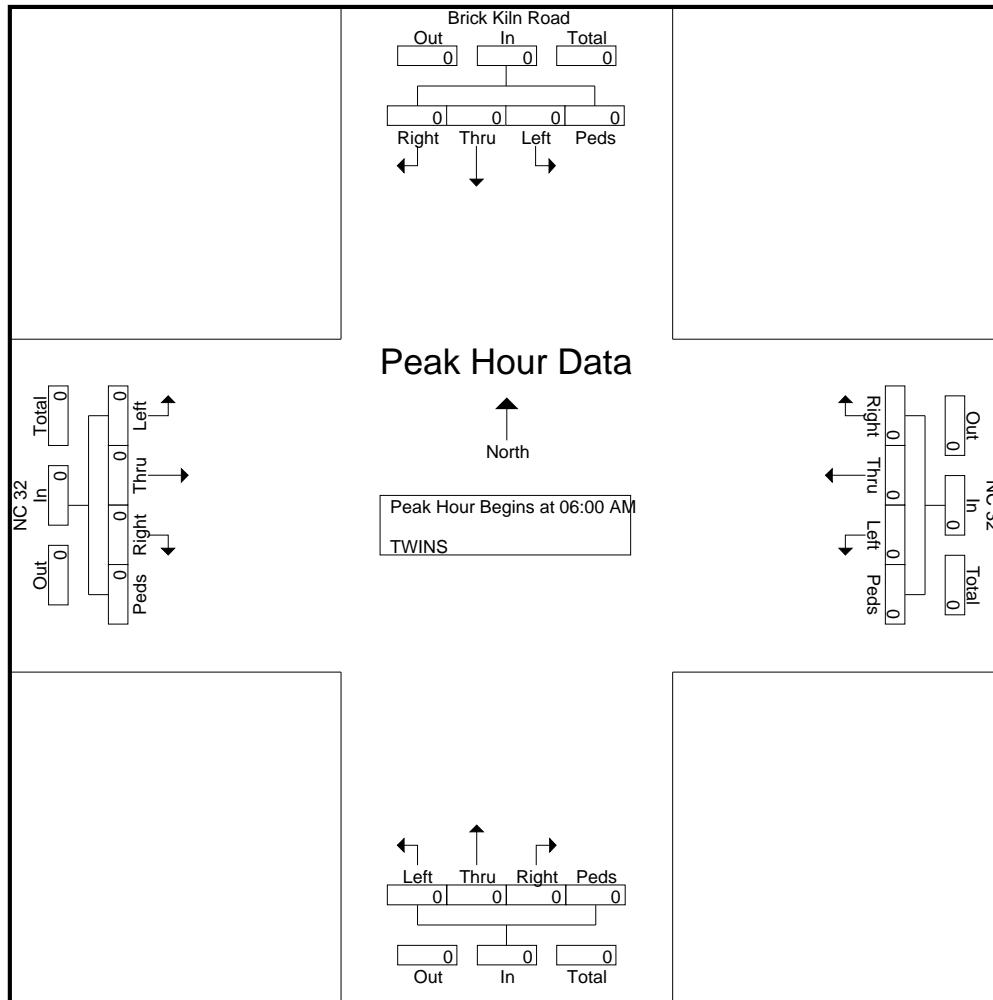 Brick Kiln Road
Out In Total
0 0 0
0 0 0 0
Right Thru Left Peds
Peak Hour Data
North
Peak Hour Begins at 06:00 AM
TWINS
NC 32
Total In Out
0 0 0
0 0 0 0
Left Thru Right Peds
NC 32
Out In Total
0 0 0
0 0 0 0
Right Thru Left Peds
Left Thru Right Peds
0 0 0 0
0 0 0
Out In Total